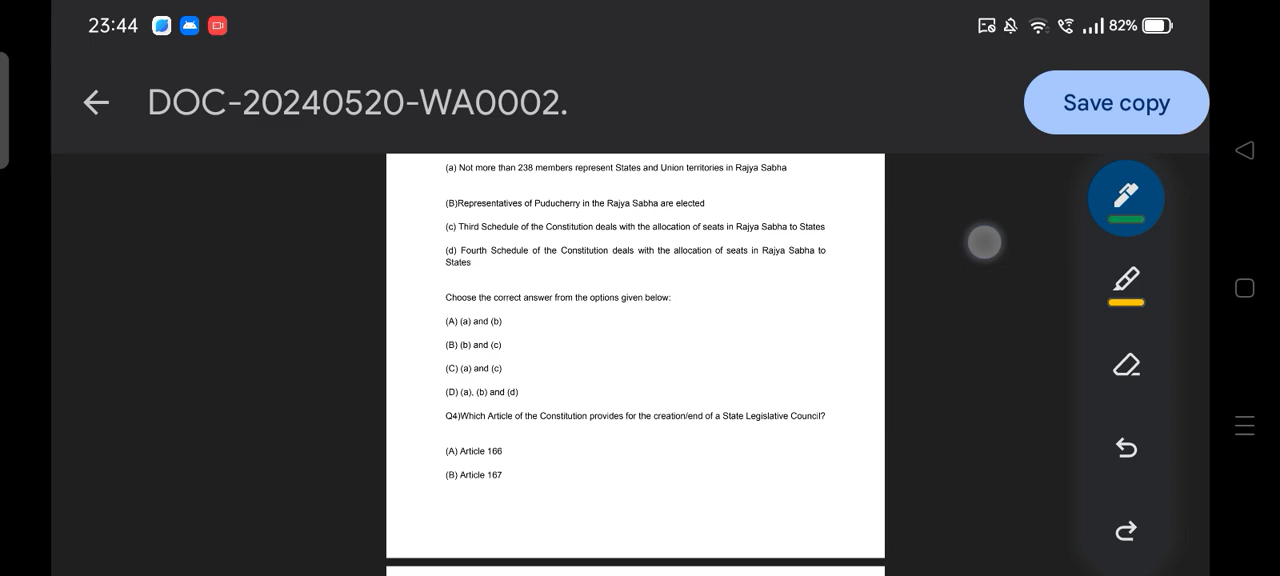 23:44
82%
DOC-20240520-WA0002.
Save copy
(a) Not more than 238 members represent States and Union territories in Rajya Sabha
(B)Representatives of Puducherry in the Rajya Sabha are elected
(c) Third Schedule of the Constitution deals with the allocation of seats in Rajya Sabha to States
(d) Fourth Schedule of the Constitution deals with the allocation of seats in Rajya Sabha to
States
Choose the correct answer from the options given below:
(A) (a) and (b)
(B) (b) and (c)
(C) (a) and (c)
(D) (a), (b) and (d)
Q4)Which Article of the Constitution provides for the creation/end of a State Legislative Council?
(A) Article 166
(B) Article 167